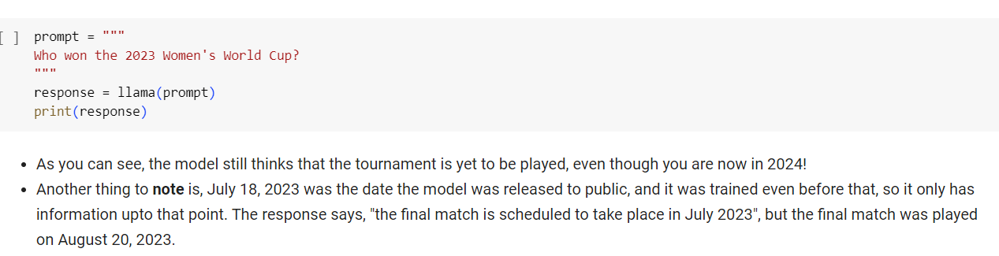 [ ] prompt = """
Who won the 2023 Women's World Cup?
"""
response = llama(prompt)
print(response)
• As you can see, the model still thinks that the tournament is yet to be played, even though you are now in 2024!
• Another thing to note is, July 18, 2023 was the date the model was released to public, and it was trained even before that, so it only has
information upto that point. The response says, "the final match is scheduled to take place in July 2023", but the final match was played
on August 20, 2023.